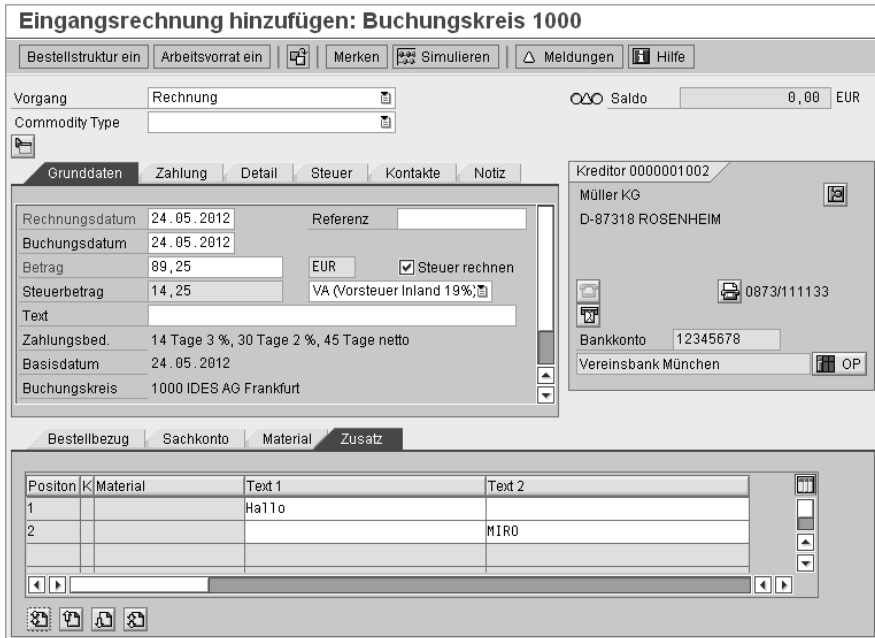 Eingangsrechnung hinzufügen: Buchungskreis 1000
Bestellstruktur ein Arbeitsvorrat ein Merken Simulieren Meldungen Hilfe
Vorgang Rechnung Saldo 0,00 EUR
Commodity Type
Grunddaten Zahlung Detail Steuer Kontakte Notiz
Rechnungsdatum 24.05.2012 Referenz
Buchungsdatum 24.05.2012
Betrag 89,25 EUR Steuer rechnen
Steuerbetrag 14,25 VA (Vorsteuer Inland 19%)
Text
Zahlungsbed. 14 Tage 3 %, 30 Tage 2 %, 45 Tage netto
Basisdatum 24.05.2012
Buchungskreis 1000 IDES AG Frankfurt
Kreditor 0000001002
Müller KG
D-87318 ROSENHEIM
0873/111133
Bankkonto 12345678
Vereinsbank München OP
Bestellbezug Sachkonto Material Zusatz
Positon K Material Text 1 Text 2
1 Hallo
2 MIRO